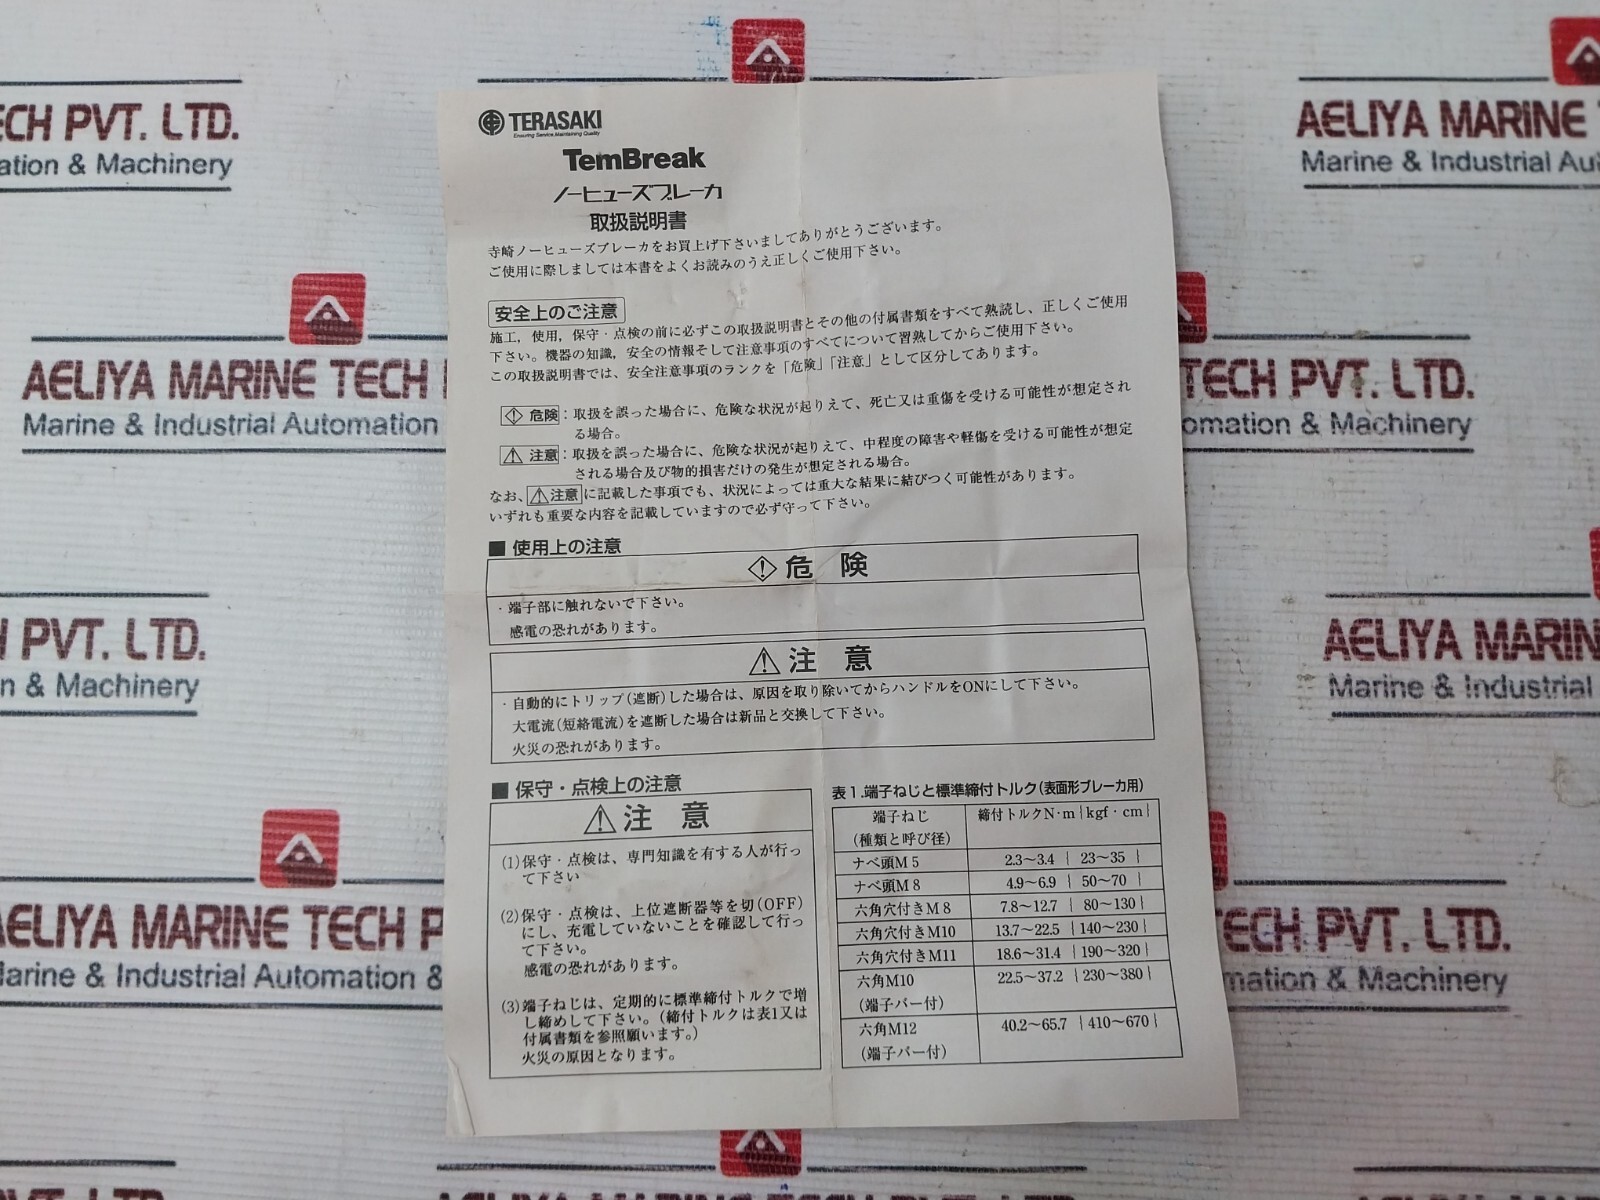 TERASAKI
Ensuring Service, Maintaining Quality
TemBreak
ノーヒューズブレーカ
取扱説明書
寺崎ノーヒューズブレーカをお買上げ下さいましてありがとうございます。
ご使用に際しましては本書をよくお読みのうえ正しくご使用下さい。
安全上のご注意
施工, 使用, 保守・点検の前に必ずこの取扱説明書とその他の付属書類をすべて熟読し、正しくご使用
下さい。機器の知識, 安全の情報そして注意事項のすべてについて習熟してからご使用下さい。
この取扱説明書では、安全注意事項のランクを「危険」「注意」として区分してあります。
危険：取扱を誤った場合に、危険な状況が起りえて、死亡又は重傷を受ける可能性が想定され
る場合。
注意：取扱を誤った場合に、危険な状況が起りえて、中程度の障害や軽傷を受ける可能性が想定
される場合及び物的損害だけの発生が想定される場合。
なお、注意に記載した事項でも、状況によっては重大な結果に結びつく可能性があります。
いずれも重要な内容を記載していますので必ず守って下さい。
■ 使用上の注意
危 険
・端子部に触れないで下さい。
感電の恐れがあります。
注 意
・自動的にトリップ(遮断)した場合は、原因を取り除いてからハンドルをONにして下さい。
大電流(短絡電流)を遮断した場合は新品と交換して下さい。
火災の恐れがあります。
■ 保守・点検上の注意
注 意
(1)保守・点検は、専門知識を有する人が行っ
て下さい
(2)保守・点検は、上位遮断器等を切(OFF)
にし、充電していないことを確認して行っ
て下さい。
感電の恐れがあります。
(3)端子ねじは、定期的に標準締付トルクで増
し締めして下さい。(締付トルクは表1又は
付属書類を参照願います。)
火災の原因となります。
表1.端子ねじと標準締付トルク(表面形ブレーカ用)
端子ねじ 締付トルクN・m{kgf・cm}
(種類と呼び径)
ナベ頭M5 2.3～3.4 {23～35}
ナベ頭M8 4.9～6.9 {50～70}
六角穴付きM8 7.8～12.7 {80～130}
六角穴付きM10 13.7～22.5 {140～230}
六角穴付きM11 18.6～31.4 {190～320}
六角M10 22.5～37.2 {230～380}
(端子バー付)
六角M12 40.2～65.7 {410～670}
(端子バー付)
ECH PVT. LTD.
ation & Machinery
AELIYA MARINE
Marine & Industrial Au
AELIYA MARINE TECH
Marine & Industrial Automation
ECH PVT. LTD.
omation & Machinery
H PVT. LTD.
n & Machinery
AELIYA MARIN
Marine & Industrial
AELIYA MARINE TECH P
Marine & Industrial Automation &
ECH PVT. LTD.
mation & Machinery
PVT. LTD.
AELIYA MARINE TECH PVT. LTD.